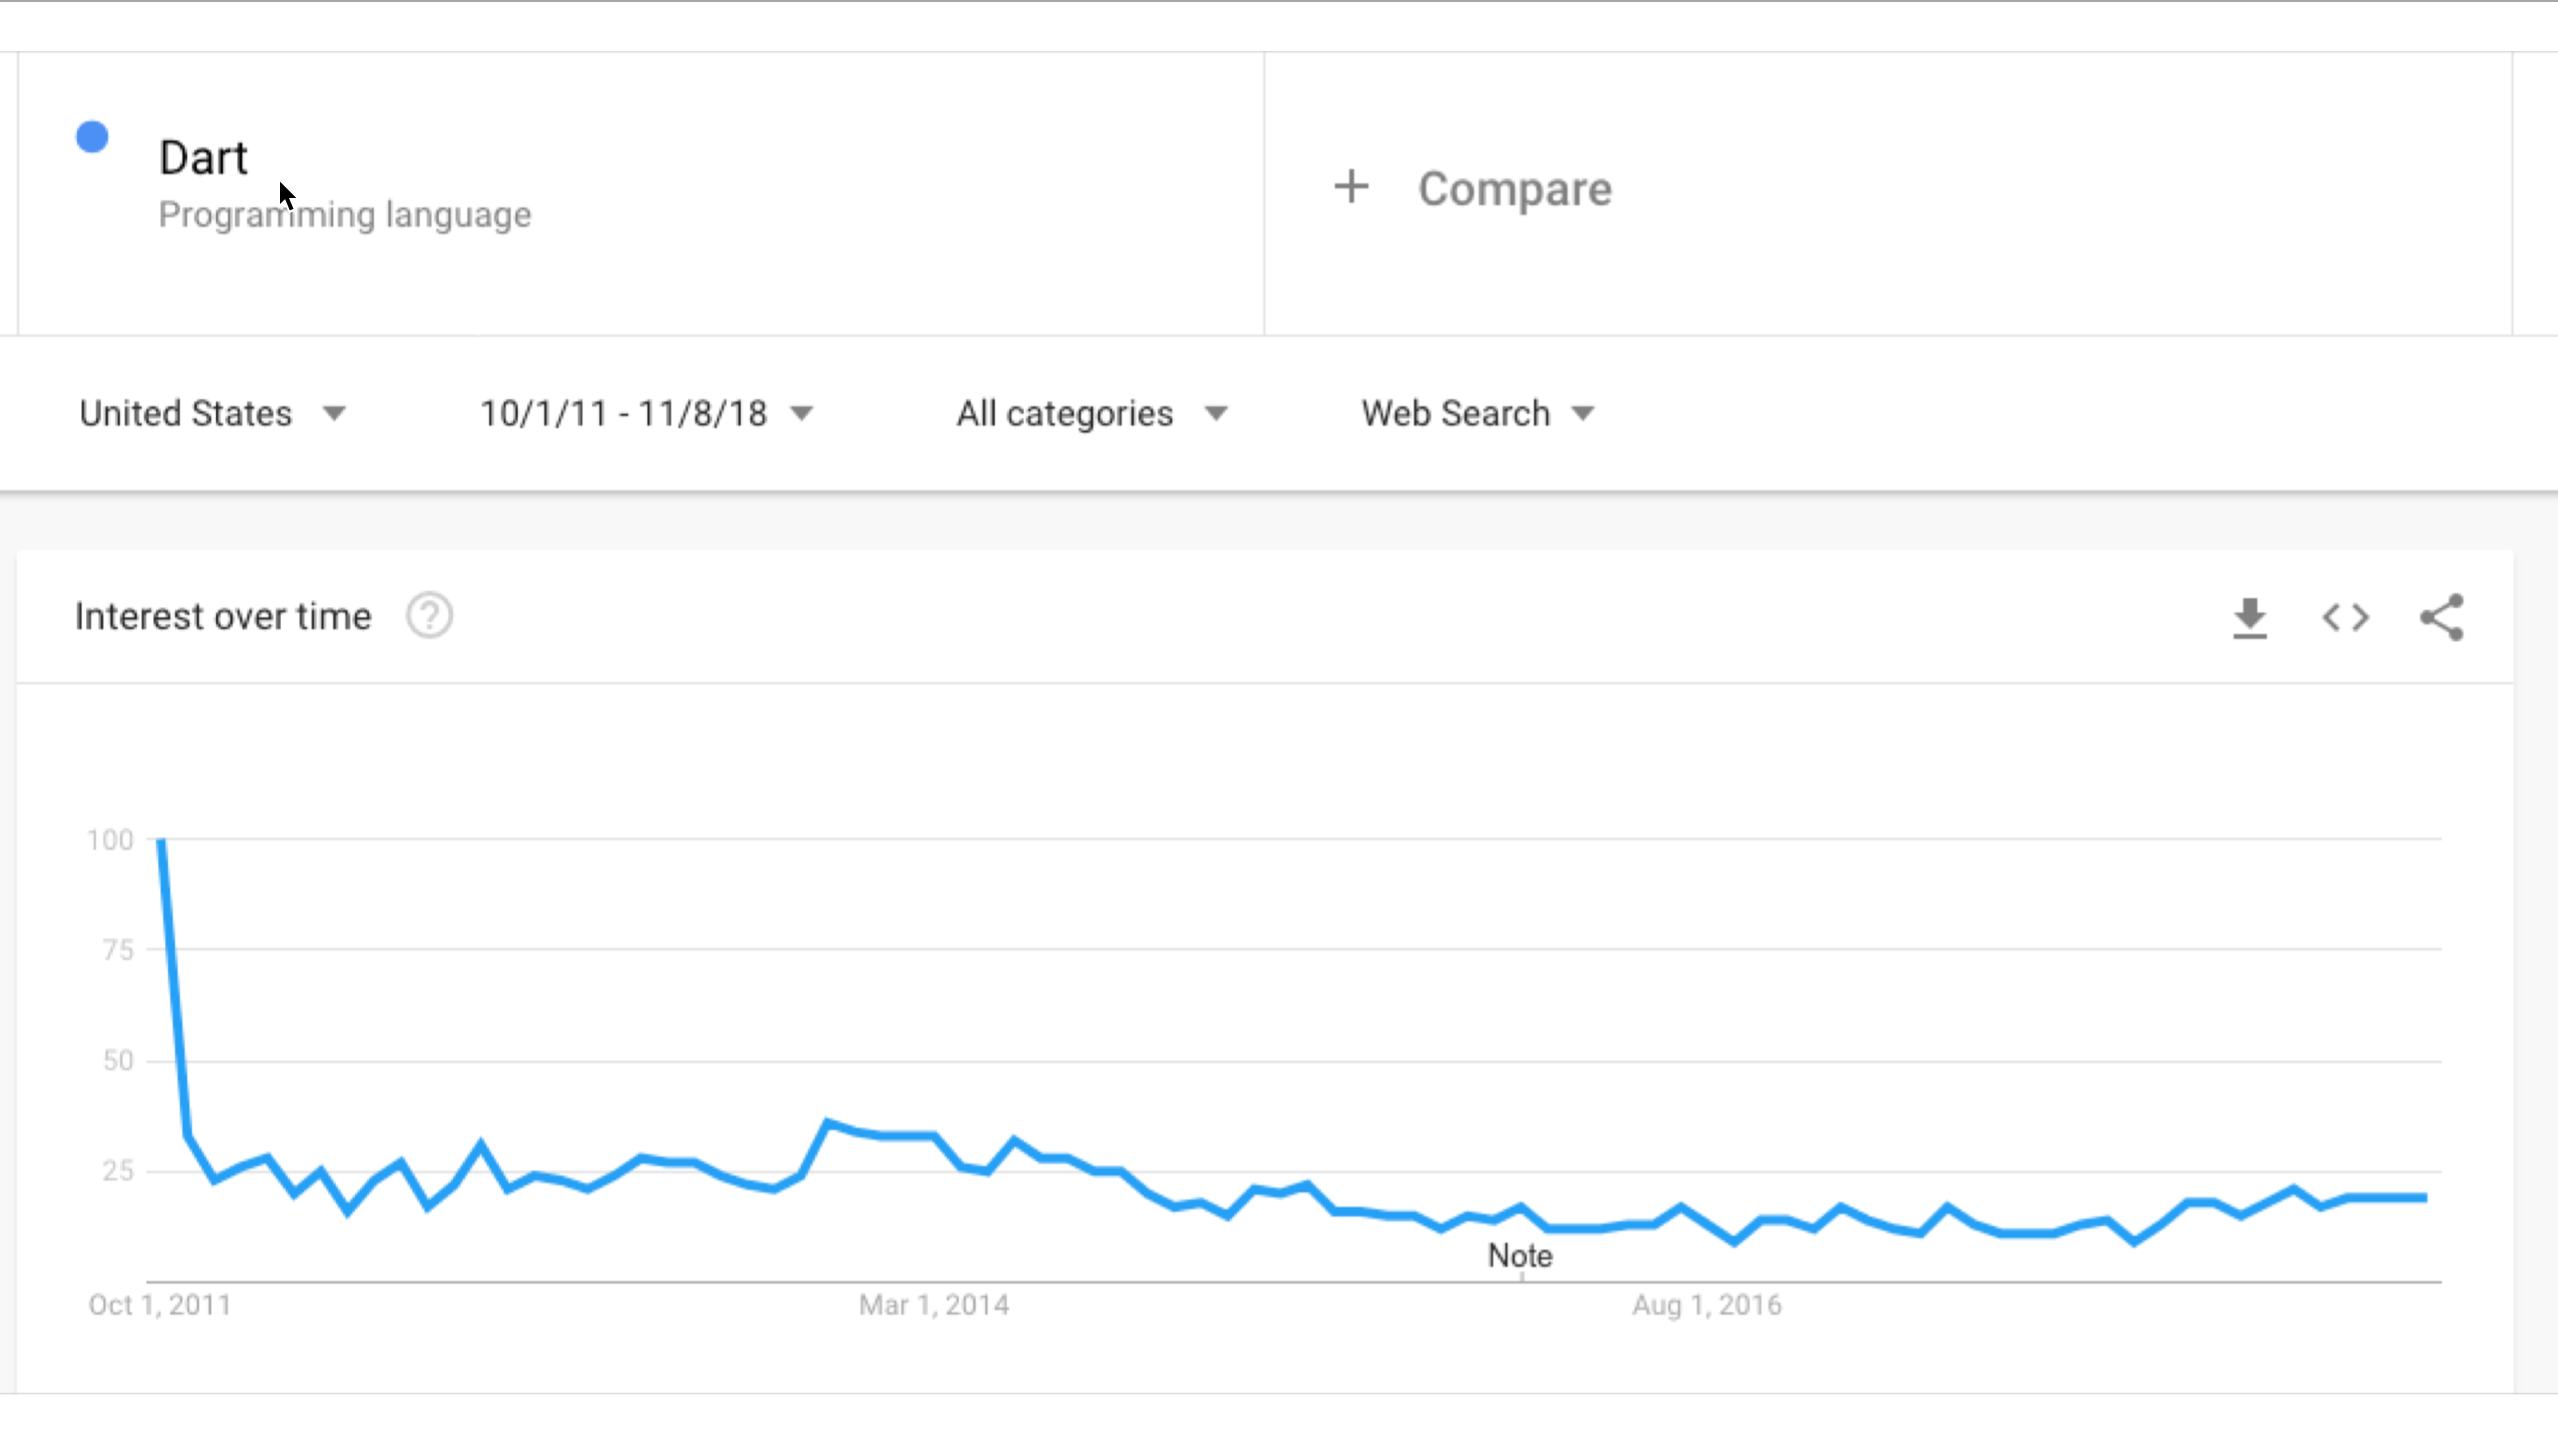 Dart
Programming language
+ Compare
United States
10/1/11 - 11/8/18
All categories
Web Search
Interest over time ?
100
75
50
25
Note
Oct 1, 2011
Mar 1, 2014
Aug 1, 2016